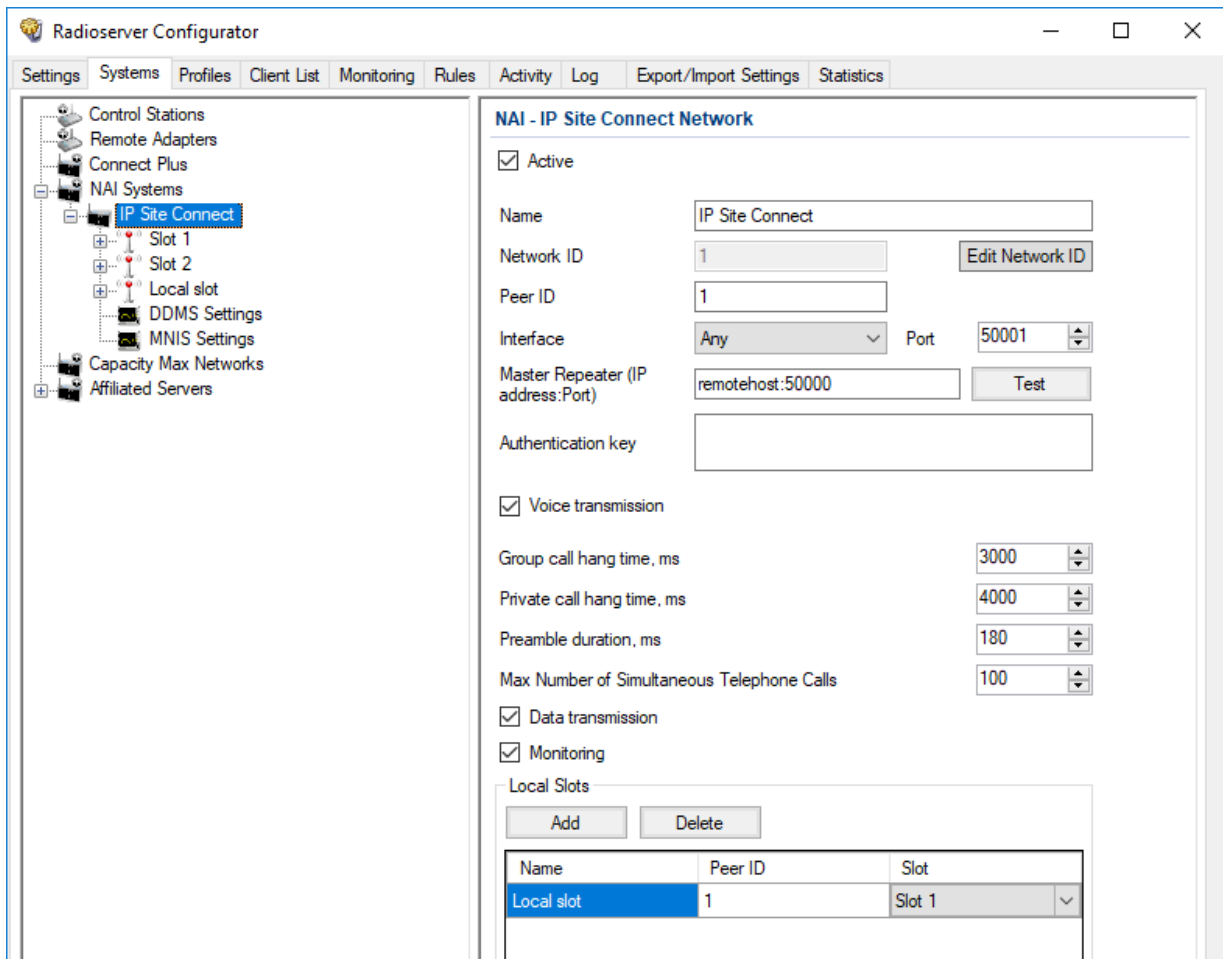 Radioserver Configurator
Settings Systems Profiles Client List Monitoring Rules Activity Log Export/Import Settings Statistics
Control Stations
Remote Adapters
Connect Plus
NAI Systems
IP Site Connect
Slot 1
Slot 2
Local slot
DDMS Settings
MNIS Settings
Capacity Max Networks
Affiliated Servers
NAI - IP Site Connect Network
Active
Name IP Site Connect
Network ID 1 Edit Network ID
Peer ID 1
Interface Any Port 50001
Master Repeater (IP
address:Port) remotehost:50000 Test
Authentication key
Voice transmission
Group call hang time, ms 3000
Private call hang time, ms 4000
Preamble duration, ms 180
Max Number of Simultaneous Telephone Calls 100
Data transmission
Monitoring
Local Slots
Add Delete
Name Peer ID Slot
Local slot 1 Slot 1